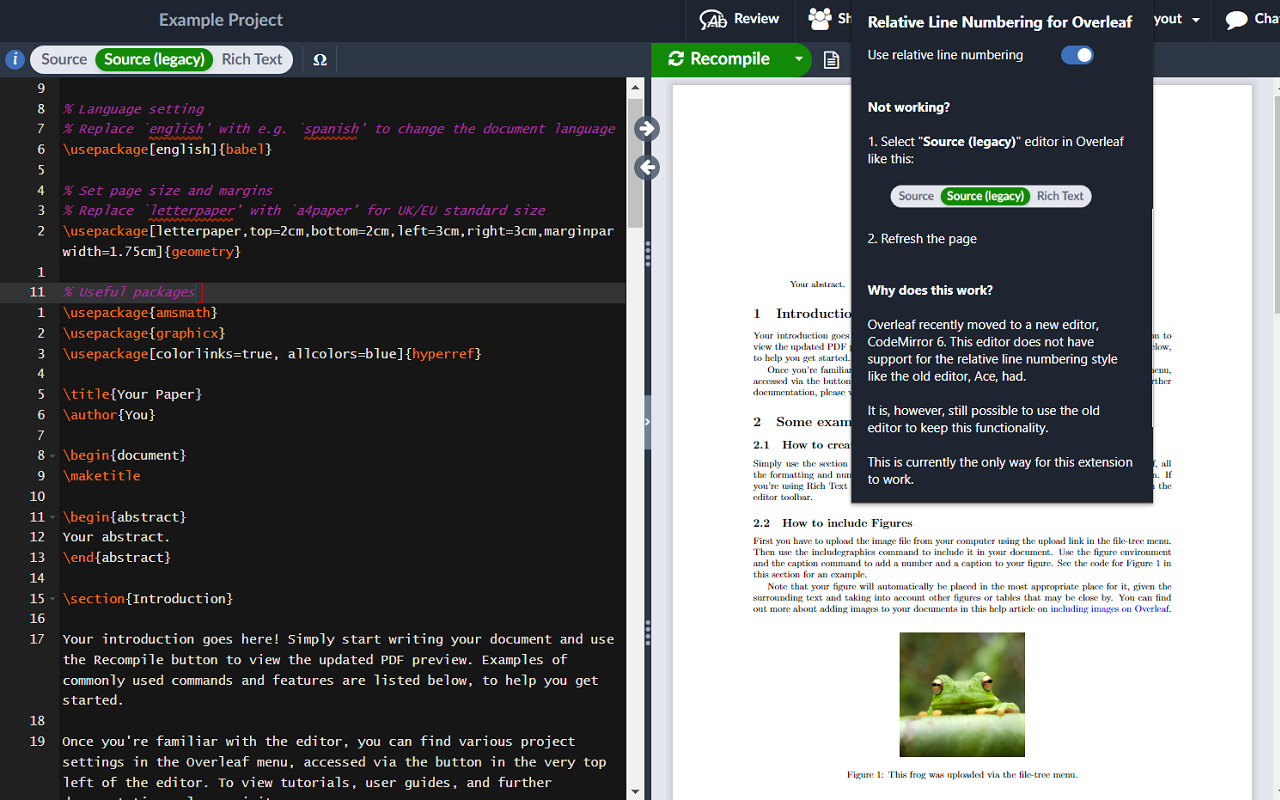 Example Project
Review
Sh
yout
Cha
Source Source (legacy) Rich Text
Ω
Recompile
9
8 % Language setting
7 % Replace `english' with e.g. `spanish' to change the document language
6 \usepackage[english]{babel}
5
4 % Set page size and margins
3 % Replace `letterpaper' with `a4paper' for UK/EU standard size
2 \usepackage[letterpaper,top=2cm,bottom=2cm,left=3cm,right=3cm,marginpar
width=1.75cm]{geometry}
1
11 % Useful packages
1 \usepackage{amsmath}
2 \usepackage{graphicx}
3 \usepackage[colorlinks=true, allcolors=blue]{hyperref}
4
5 \title{Your Paper}
6 \author{You}
7
8 \begin{document}
9 \maketitle
10
11 \begin{abstract}
12 Your abstract.
13 \end{abstract}
14
15 \section{Introduction}
16
17 Your introduction goes here! Simply start writing your document and use
the Recompile button to view the updated PDF preview. Examples of
commonly used commands and features are listed below, to help you get
started.
18
19 Once you're familiar with the editor, you can find various project
settings in the Overleaf menu, accessed via the button in the very top
left of the editor. To view tutorials, user guides, and further
Relative Line Numbering for Overleaf
Use relative line numbering
Not working?
1. Select "Source (legacy)" editor in Overleaf
like this:
Source Source (legacy) Rich Text
2. Refresh the page
Why does this work?
Overleaf recently moved to a new editor,
CodeMirror 6. This editor does not have
support for the relative line numbering style
like the old editor, Ace, had.
It is, however, still possible to use the old
editor to keep this functionality.
This is currently the only way for this extension
to work.
Your abstract.
1 Introductio
Your introduction goes on to
view the updated PDF p elow,
to help you get started.
Once you're familiar enu,
accessed via the button rther
documentation, please v
2 Some exam
2.1 How to crea
Simply use the section f, all
the formatting and num n. If
you're using Rich Text n the
editor toolbar.
2.2 How to include Figures
First you have to upload the image file from your computer using the upload link in the file-tree menu.
Then use the includegraphics command to include it in your document. Use the figure environment
and the caption command to add a number and a caption to your figure. See the code for Figure 1 in
this section for an example.
Note that your figure will automatically be placed in the most appropriate place for it, given the
surrounding text and taking into account other figures or tables that may be close by. You can find
out more about adding images to your documents in this help article on including images on Overleaf.
Figure 1: This frog was uploaded via the file-tree menu.